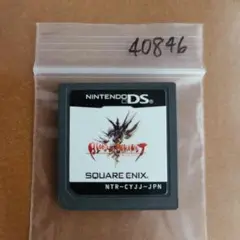 40846
NINTENDO DS
SQUARE ENIX
NTR-CYJJ-JPN